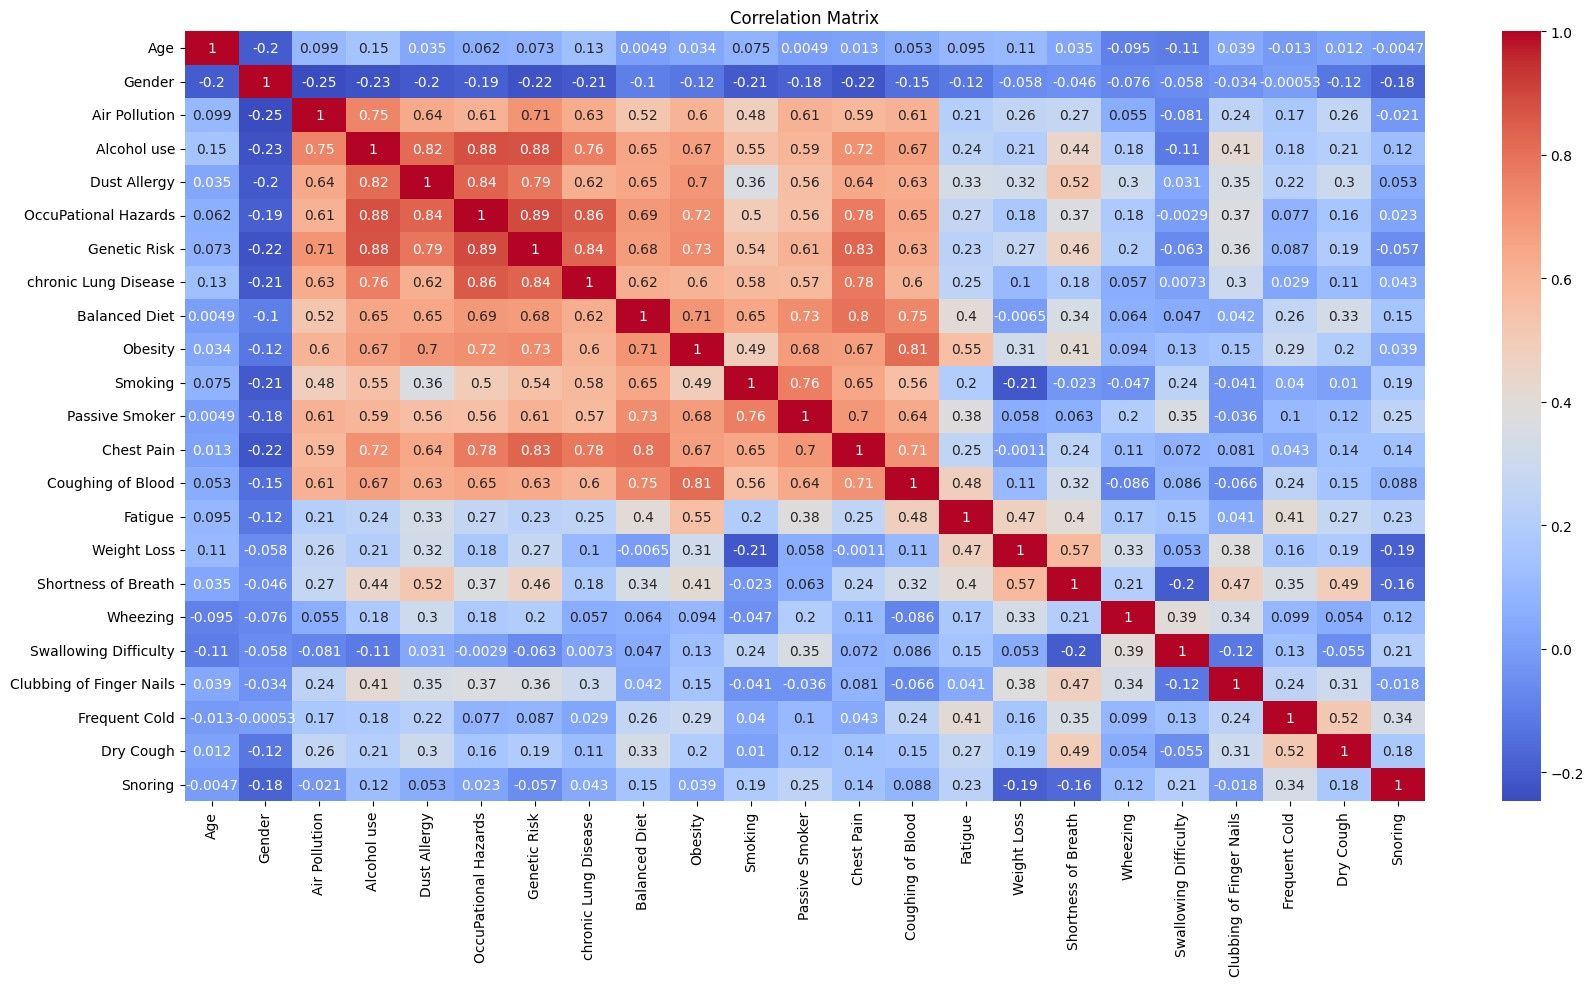 Correlation Matrix
Age 1 -0.2 0.099 0.15 0.035 0.062 0.073 0.13 0.0049 0.034 0.075 0.0049 0.013 0.053 0.095 0.11 0.035 -0.095 -0.11 0.039 -0.013 0.012 -0.0047
Gender -0.2 1 -0.25 -0.23 -0.2 -0.19 -0.22 -0.21 -0.1 -0.12 -0.21 -0.18 -0.22 -0.15 -0.12 -0.058 -0.046 -0.076 -0.058 -0.034 -0.00053 -0.12 -0.18
Air Pollution 0.099 -0.25 1 0.75 0.64 0.61 0.71 0.63 0.52 0.6 0.48 0.61 0.59 0.61 0.21 0.26 0.27 0.055 -0.081 0.24 0.17 0.26 -0.021
Alcohol use 0.15 -0.23 0.75 1 0.82 0.88 0.88 0.76 0.65 0.67 0.55 0.59 0.72 0.67 0.24 0.21 0.44 0.18 -0.11 0.41 0.18 0.21 0.12
Dust Allergy 0.035 -0.2 0.64 0.82 1 0.84 0.79 0.62 0.65 0.7 0.36 0.56 0.64 0.63 0.33 0.32 0.52 0.3 0.031 0.35 0.22 0.3 0.053
OccuPational Hazards 0.062 -0.19 0.61 0.88 0.84 1 0.89 0.86 0.69 0.72 0.5 0.56 0.78 0.65 0.27 0.18 0.37 0.18 -0.0029 0.37 0.077 0.16 0.023
Genetic Risk 0.073 -0.22 0.71 0.88 0.79 0.89 1 0.84 0.68 0.73 0.54 0.61 0.83 0.63 0.23 0.27 0.46 0.2 -0.063 0.36 0.087 0.19 -0.057
chronic Lung Disease 0.13 -0.21 0.63 0.76 0.62 0.86 0.84 1 0.62 0.6 0.58 0.57 0.78 0.6 0.25 0.1 0.18 0.057 0.0073 0.3 0.029 0.11 0.043
Balanced Diet 0.0049 -0.1 0.52 0.65 0.65 0.69 0.68 0.62 1 0.71 0.65 0.73 0.8 0.75 0.4 -0.0065 0.34 0.064 0.047 0.042 0.26 0.33 0.15
Obesity 0.034 -0.12 0.6 0.67 0.7 0.72 0.73 0.6 0.71 1 0.49 0.68 0.67 0.81 0.55 0.31 0.41 0.094 0.13 0.15 0.29 0.2 0.039
Smoking 0.075 -0.21 0.48 0.55 0.36 0.5 0.54 0.58 0.65 0.49 1 0.76 0.65 0.56 0.2 -0.21 -0.023 -0.047 0.24 -0.041 0.04 0.01 0.19
Passive Smoker 0.0049 -0.18 0.61 0.59 0.56 0.56 0.61 0.57 0.73 0.68 0.76 1 0.7 0.64 0.38 0.058 0.063 0.2 0.35 -0.036 0.1 0.12 0.25
Chest Pain 0.013 -0.22 0.59 0.72 0.64 0.78 0.83 0.78 0.8 0.67 0.65 0.7 1 0.71 0.25 -0.0011 0.24 0.11 0.072 0.081 0.043 0.14 0.14
Coughing of Blood 0.053 -0.15 0.61 0.67 0.63 0.65 0.63 0.6 0.75 0.81 0.56 0.64 0.71 1 0.48 0.11 0.32 -0.086 0.086 -0.066 0.24 0.15 0.088
Fatigue 0.095 -0.12 0.21 0.24 0.33 0.27 0.23 0.25 0.4 0.55 0.2 0.38 0.25 0.48 1 0.47 0.4 0.17 0.15 0.041 0.41 0.27 0.23
Weight Loss 0.11 -0.058 0.26 0.21 0.32 0.18 0.27 0.1 -0.0065 0.31 -0.21 0.058 -0.0011 0.11 0.47 1 0.57 0.33 0.053 0.38 0.16 0.19 -0.19
Shortness of Breath 0.035 -0.046 0.27 0.44 0.52 0.37 0.46 0.18 0.34 0.41 -0.023 0.063 0.24 0.32 0.4 0.57 1 0.21 -0.2 0.47 0.35 0.49 -0.16
Wheezing -0.095 -0.076 0.055 0.18 0.3 0.18 0.2 0.057 0.064 0.094 -0.047 0.2 0.11 -0.086 0.17 0.33 0.21 1 0.39 0.34 0.099 0.054 0.12
Swallowing Difficulty -0.11 -0.058 -0.081 -0.11 0.031 -0.0029 -0.063 0.0073 0.047 0.13 0.24 0.35 0.072 0.086 0.15 0.053 -0.2 0.39 1 -0.12 0.13 -0.055 0.21
Clubbing of Finger Nails 0.039 -0.034 0.24 0.41 0.35 0.37 0.36 0.3 0.042 0.15 -0.041 -0.036 0.081 -0.066 0.041 0.38 0.47 0.34 -0.12 1 0.24 0.31 -0.018
Frequent Cold -0.013 -0.00053 0.17 0.18 0.22 0.077 0.087 0.029 0.26 0.29 0.04 0.1 0.043 0.24 0.41 0.16 0.35 0.099 0.13 0.24 1 0.52 0.34
Dry Cough 0.012 -0.12 0.26 0.21 0.3 0.16 0.19 0.11 0.33 0.2 0.01 0.12 0.14 0.15 0.27 0.19 0.49 0.054 -0.055 0.31 0.52 1 0.18
Snoring -0.0047 -0.18 -0.021 0.12 0.053 0.023 -0.057 0.043 0.15 0.039 0.19 0.25 0.14 0.088 0.23 -0.19 -0.16 0.12 0.21 -0.018 0.34 0.18 1
Age
Gender
Air Pollution
Alcohol use
Dust Allergy
OccuPational Hazards
Genetic Risk
chronic Lung Disease
Balanced Diet
Obesity
Smoking
Passive Smoker
Chest Pain
Coughing of Blood
Fatigue
Weight Loss
Shortness of Breath
Wheezing
Swallowing Difficulty
Clubbing of Finger Nails
Frequent Cold
Dry Cough
Snoring
1.0
0.8
0.6
0.4
0.2
0.0
−0.2